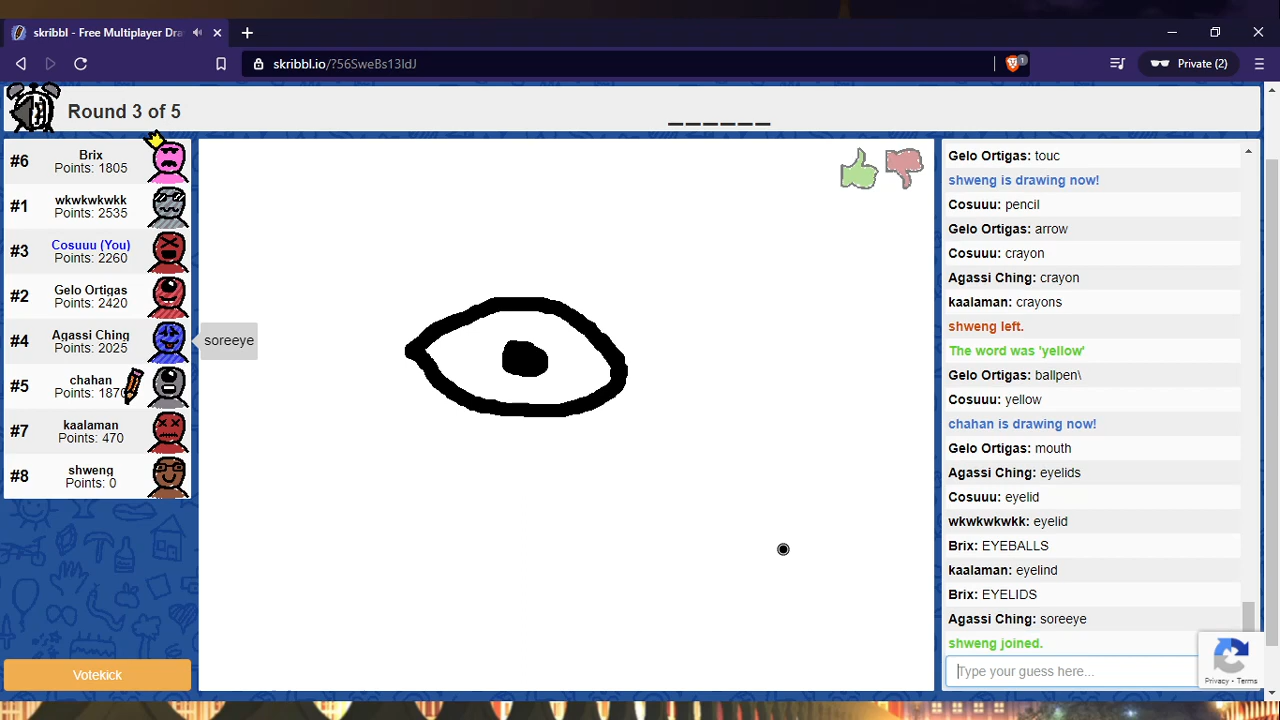 skribbl - Free Multiplayer Dra
skribbl.io/?56SweBs13IdJ
1
Private (2)
Round 3 of 5
______
#6 Brix
Points: 1805
#1 wkwkwkwkk
Points: 2535
#3 Cosuuu (You)
Points: 2260
#2 Gelo Ortigas
Points: 2420
#4 Agassi Ching
Points: 2025
soreeye
#5 chahan
Points: 1870
#7 kaalaman
Points: 470
#8 shweng
Points: 0
Votekick
Gelo Ortigas: touc
shweng is drawing now!
Cosuuu: pencil
Gelo Ortigas: arrow
Cosuuu: crayon
Agassi Ching: crayon
kaalaman: crayons
shweng left.
The word was 'yellow'
Gelo Ortigas: ballpen\
Cosuuu: yellow
chahan is drawing now!
Gelo Ortigas: mouth
Agassi Ching: eyelids
Cosuuu: eyelid
wkwkwkwkk: eyelid
Brix: EYEBALLS
kaalaman: eyelind
Brix: EYELIDS
Agassi Ching: soreeye
shweng joined.
Type your guess here...
Privacy - Terms